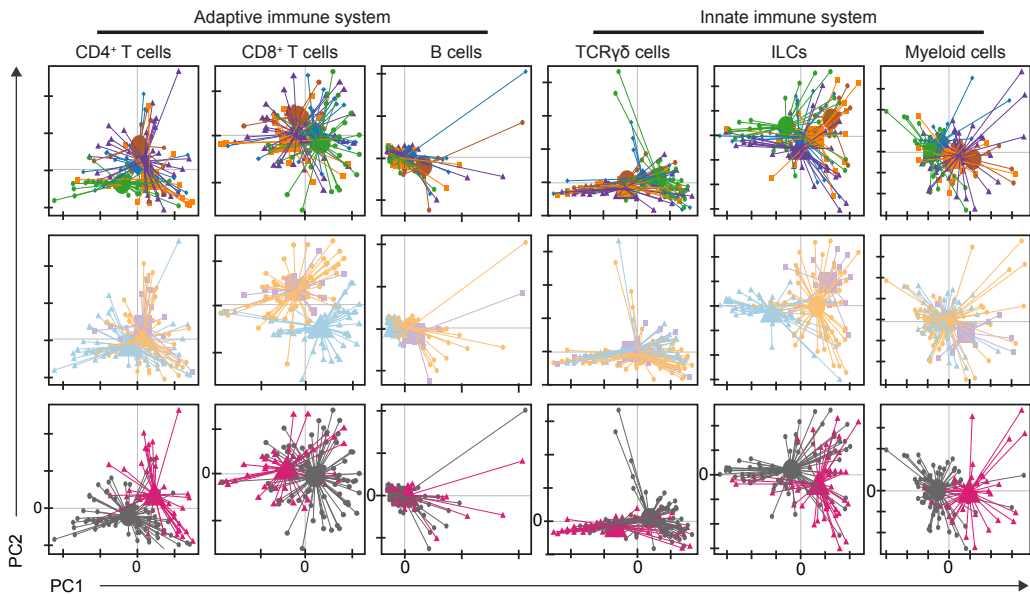 Adaptive immune system
Innate immune system
CD4⁺ T cells
CD8⁺ T cells
B cells
TCRγδ cells
ILCs
Myeloid cells
PC2
0
0
0
0
0
0
0
0
0
0
0
0
PC1